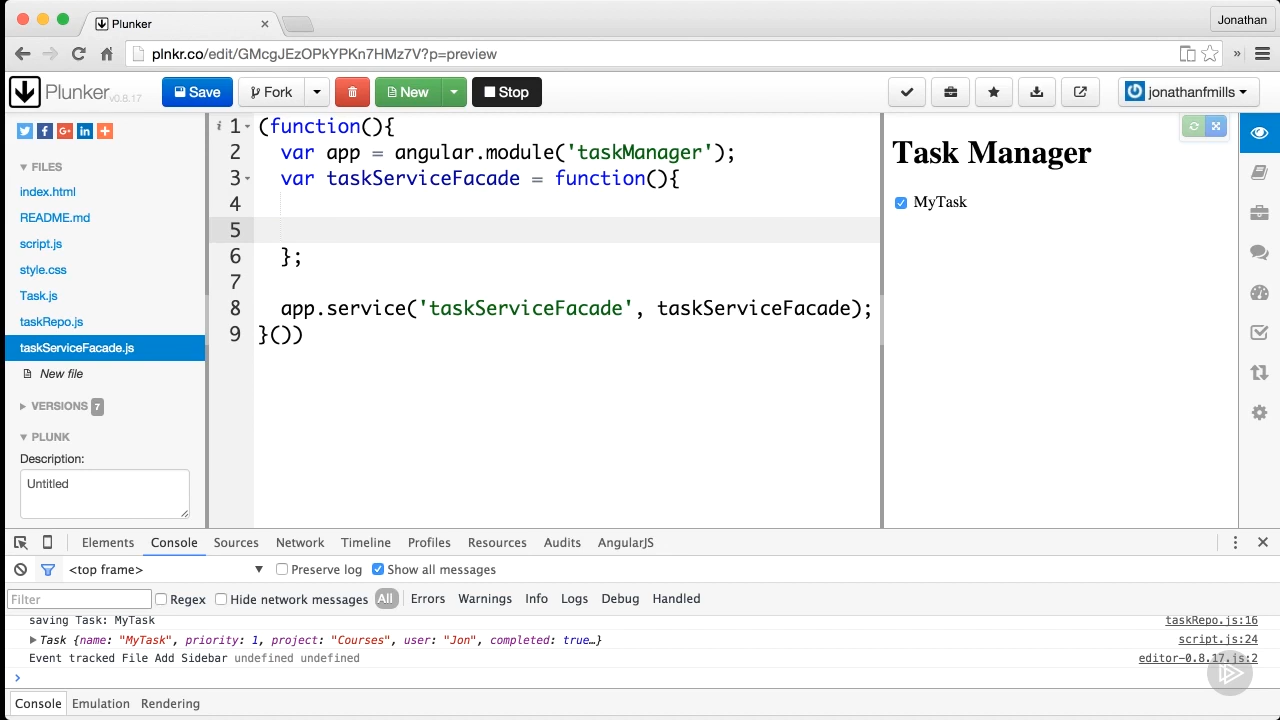 Plunker
Jonathan
plnkr.co/edit/GMcgJEzOPkYPKn7HMz7V?p=preview
»
Plunker v0.8.17 Save Fork New Stop jonathanfmills
FILES
index.html
README.md
script.js
style.css
Task.js
taskRepo.js
taskServiceFacade.js
New file
VERSIONS 7
PLUNK
Description:
Untitled
i 1 (function(){
2 var app = angular.module('taskManager');
3 var taskServiceFacade = function(){
4
5
6 };
7
8 app.service('taskServiceFacade', taskServiceFacade);
9 }())
Task Manager
MyTask
Elements Console Sources Network Timeline Profiles Resources Audits AngularJS
<top frame> Preserve log Show all messages
Filter Regex Hide network messages All Errors Warnings Info Logs Debug Handled
saving Task: MyTask taskRepo.js:16
Task {name: "MyTask", priority: 1, project: "Courses", user: "Jon", completed: true…} script.js:24
Event tracked File Add Sidebar undefined undefined editor-0.8.17.js:2
>
Console Emulation Rendering